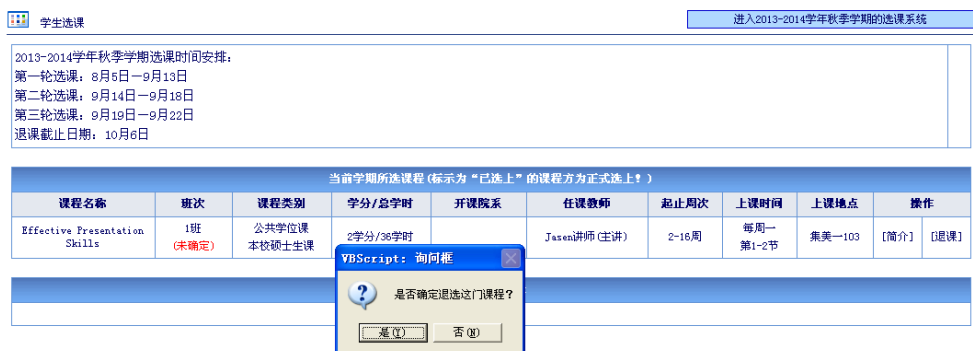 学生选课
进入2013-2014学年秋季学期的选课系统
2013-2014学年秋季学期选课时间安排:
第一轮选课: 8月5日—9月13日
第二轮选课: 9月14日—9月18日
第三轮选课: 9月19日—9月22日
退课截止日期: 10月6日
当前学期所选课程(标示为“已选上”的课程方为正式选上!)
课程名称 班次 课程类别 学分/总学时 开课院系 任课教师 起止周次 上课时间 上课地点 操作
Effective Presentation Skills 1班 (未确定) 公共学位课 本校硕士生课 2学分/36学时 Jasen讲师(主讲) 2-16周 每周一 第1-2节 集美一103 [简介] [退课]
VBScript: 询问框
是否确定退选这门课程?
是(Y) 否(N)